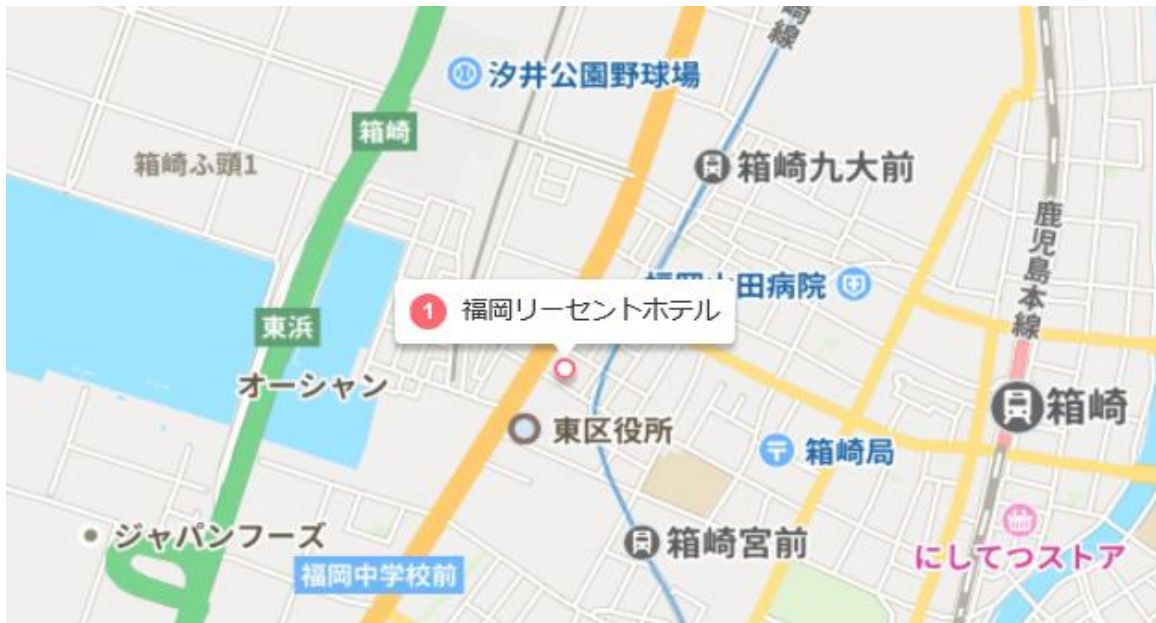 崎線
汐井公園野球場
箱崎
箱崎ふ頭1
箱崎九大前
鹿児島本線
田病院
1 福岡リーセントホテル
東浜
オーシャン
箱崎
東区役所
箱崎局
ジャパンフーズ
箱崎宮前
にしてつストア
福岡中学校前